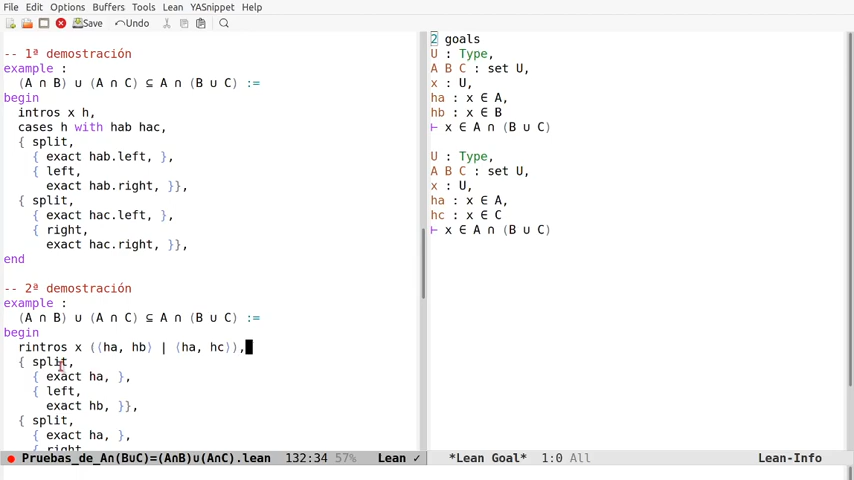 File Edit Options Buffers Tools Lean YASnippet Help
Save Undo
-- 1ª demostración
example :
(A ∩ B) ∪ (A ∩ C) ⊆ A ∩ (B ∪ C) :=
begin
intros x h,
cases h with hab hac,
{ split,
{ exact hab.left, },
{ left,
exact hab.right, }},
{ split,
{ exact hac.left, },
{ right,
exact hac.right, }},
end
-- 2ª demostración
example :
(A ∩ B) ∪ (A ∩ C) ⊆ A ∩ (B ∪ C) :=
begin
rintros x (⟨ha, hb⟩ | ⟨ha, hc⟩),
{ split,
{ exact ha, },
{ left,
exact hb, }},
{ split,
{ exact ha, },
{ right,
Pruebas_de_A∩(B∪C)=(A∩B)∪(A∩C).lean 132:34 57% Lean ✓
2 goals
U : Type,
A B C : set U,
x : U,
ha : x ∈ A,
hb : x ∈ B
⊢ x ∈ A ∩ (B ∪ C)
U : Type,
A B C : set U,
x : U,
ha : x ∈ A,
hc : x ∈ C
⊢ x ∈ A ∩ (B ∪ C)
*Lean Goal* 1:0 All Lean-Info